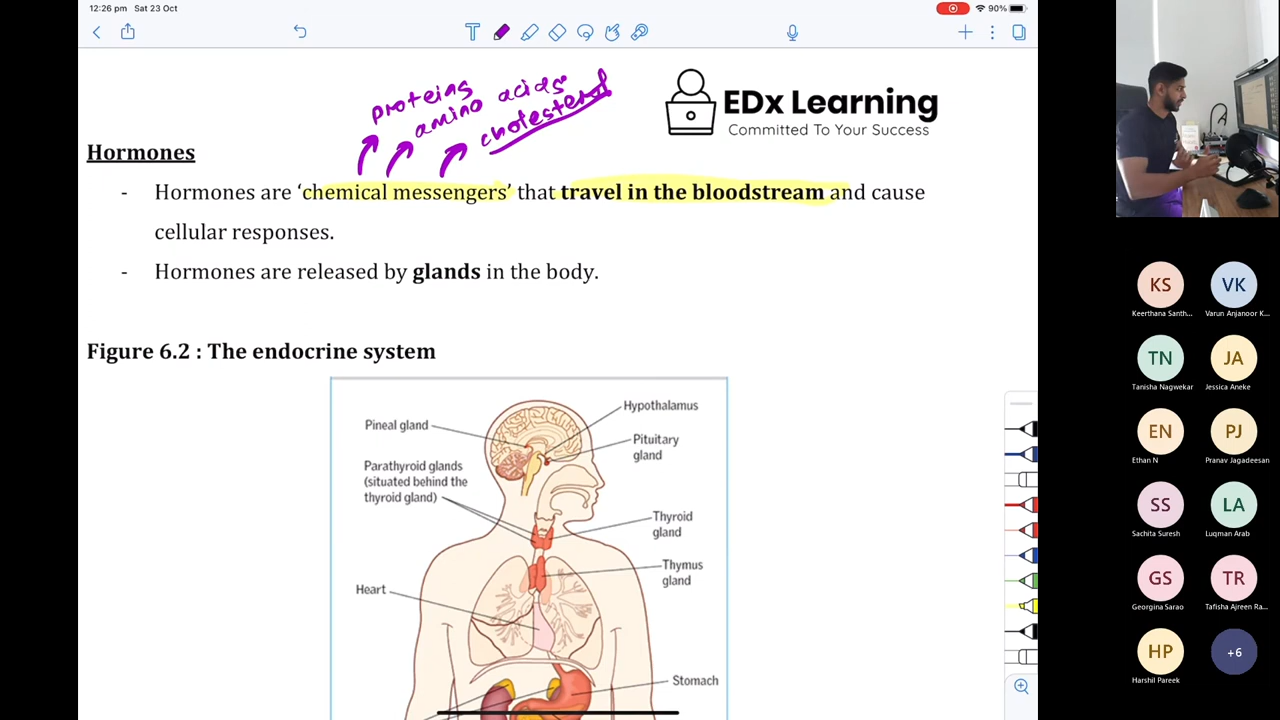 12:26 pm Sat 23 Oct
90%
T
proteins
amino acids
cholesterol
EDx Learning
Committed To Your Success
Hormones
- Hormones are ‘chemical messengers’ that travel in the bloodstream and cause
cellular responses.
- Hormones are released by glands in the body.
Figure 6.2 : The endocrine system
Hypothalamus
Pineal gland
Pituitary
gland
Parathyroid glands
(situated behind the
thyroid gland)
Thyroid
gland
Thymus
gland
Heart
Stomach
KS
Keerthana Santh...
VK
Varun Anjanoor K...
TN
Tanisha Nagwekar
JA
Jessica Aneke
EN
Ethan N
PJ
Pranav Jagadeesan
SS
Sachita Suresh
LA
Luqman Arab
GS
Georgina Sarao
TR
Tafisha Ajreen Ra...
HP
Harshil Pareek
+6